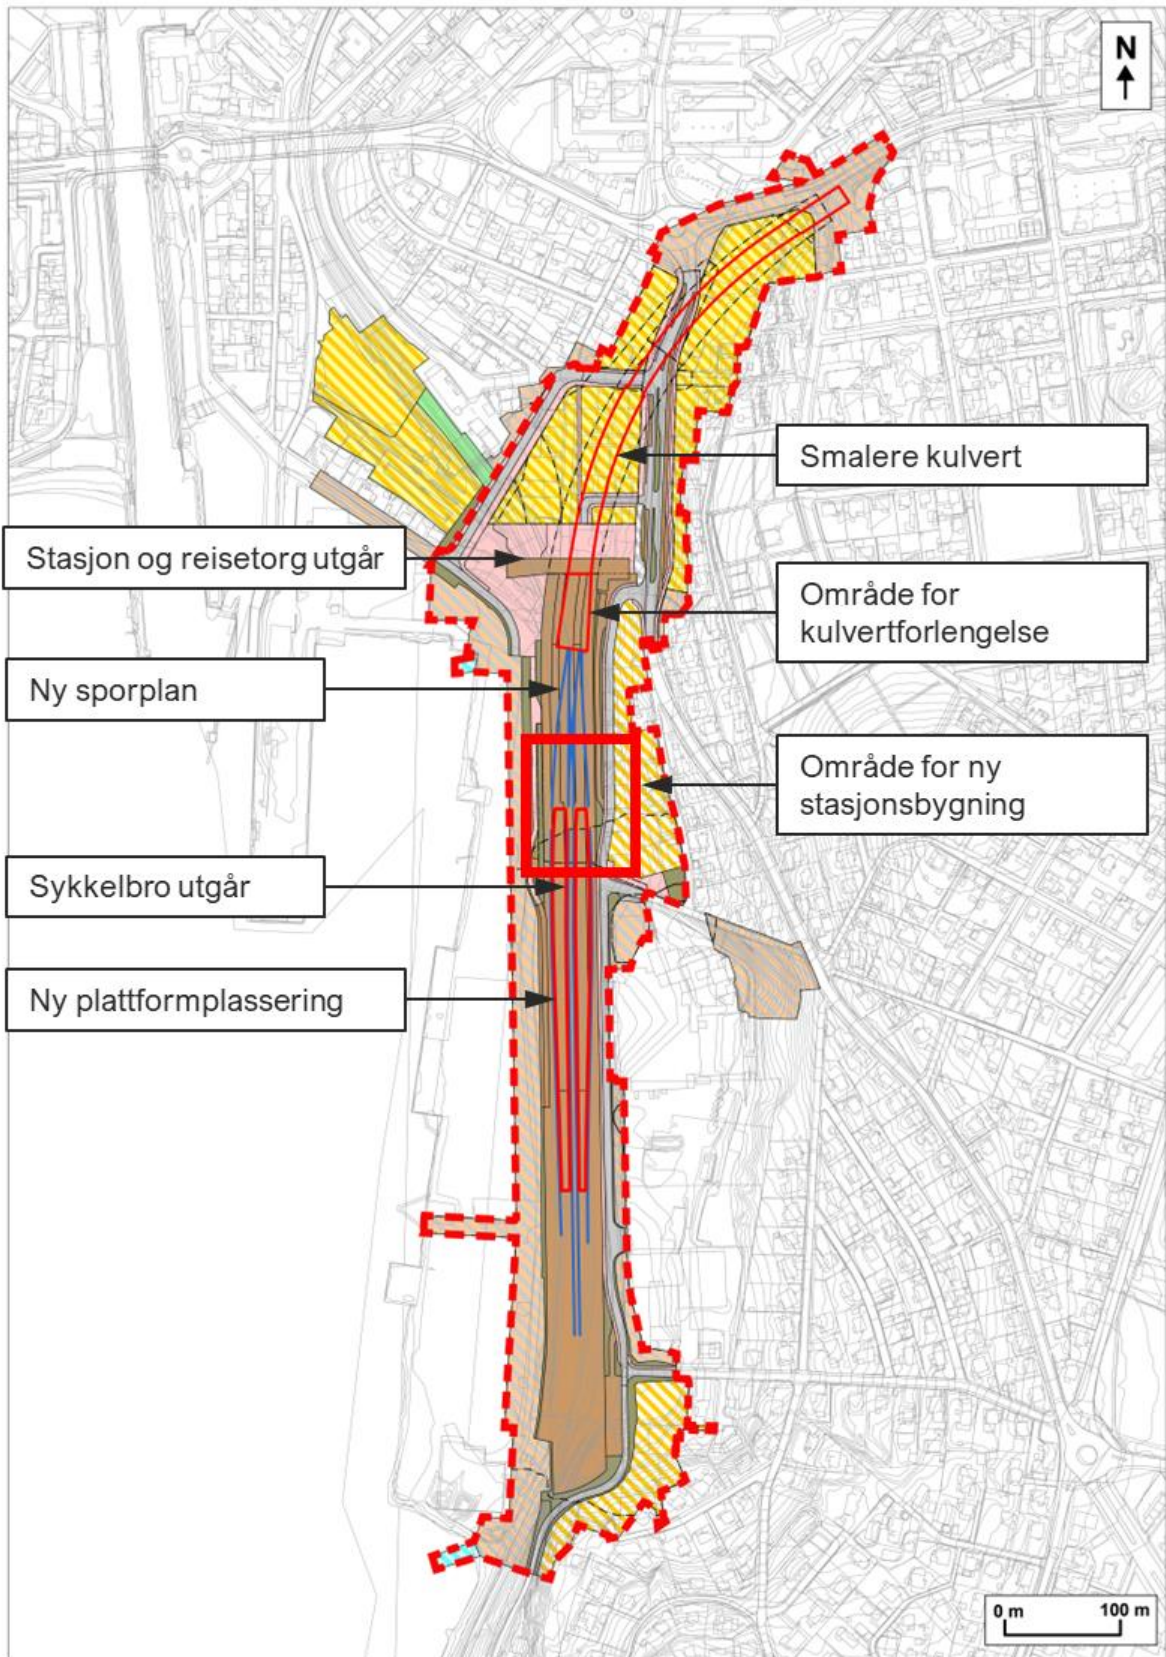 N
Smalere kulvert
Stasjon og reisetorg utgår
Område for
kulvertforlengelse
Ny sporplan
Område for ny
stasjonsbygning
Sykkelbro utgår
Ny plattformplassering
0 m 100 m